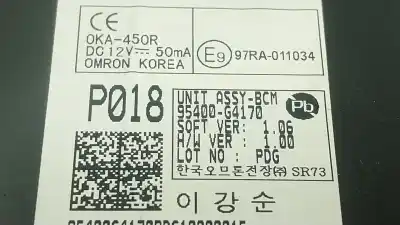 CE
OKA-450R
DC 12V⎓ 50mA
OMRON KOREA
E9 97RA-011034
P018
UNIT ASSY-BCM
95400-G4170
SOFT VER: 1.06
H/W VER : 1.00
LOT NO : PDG
한국오므론전장㈜ SR73
Pb
이강순